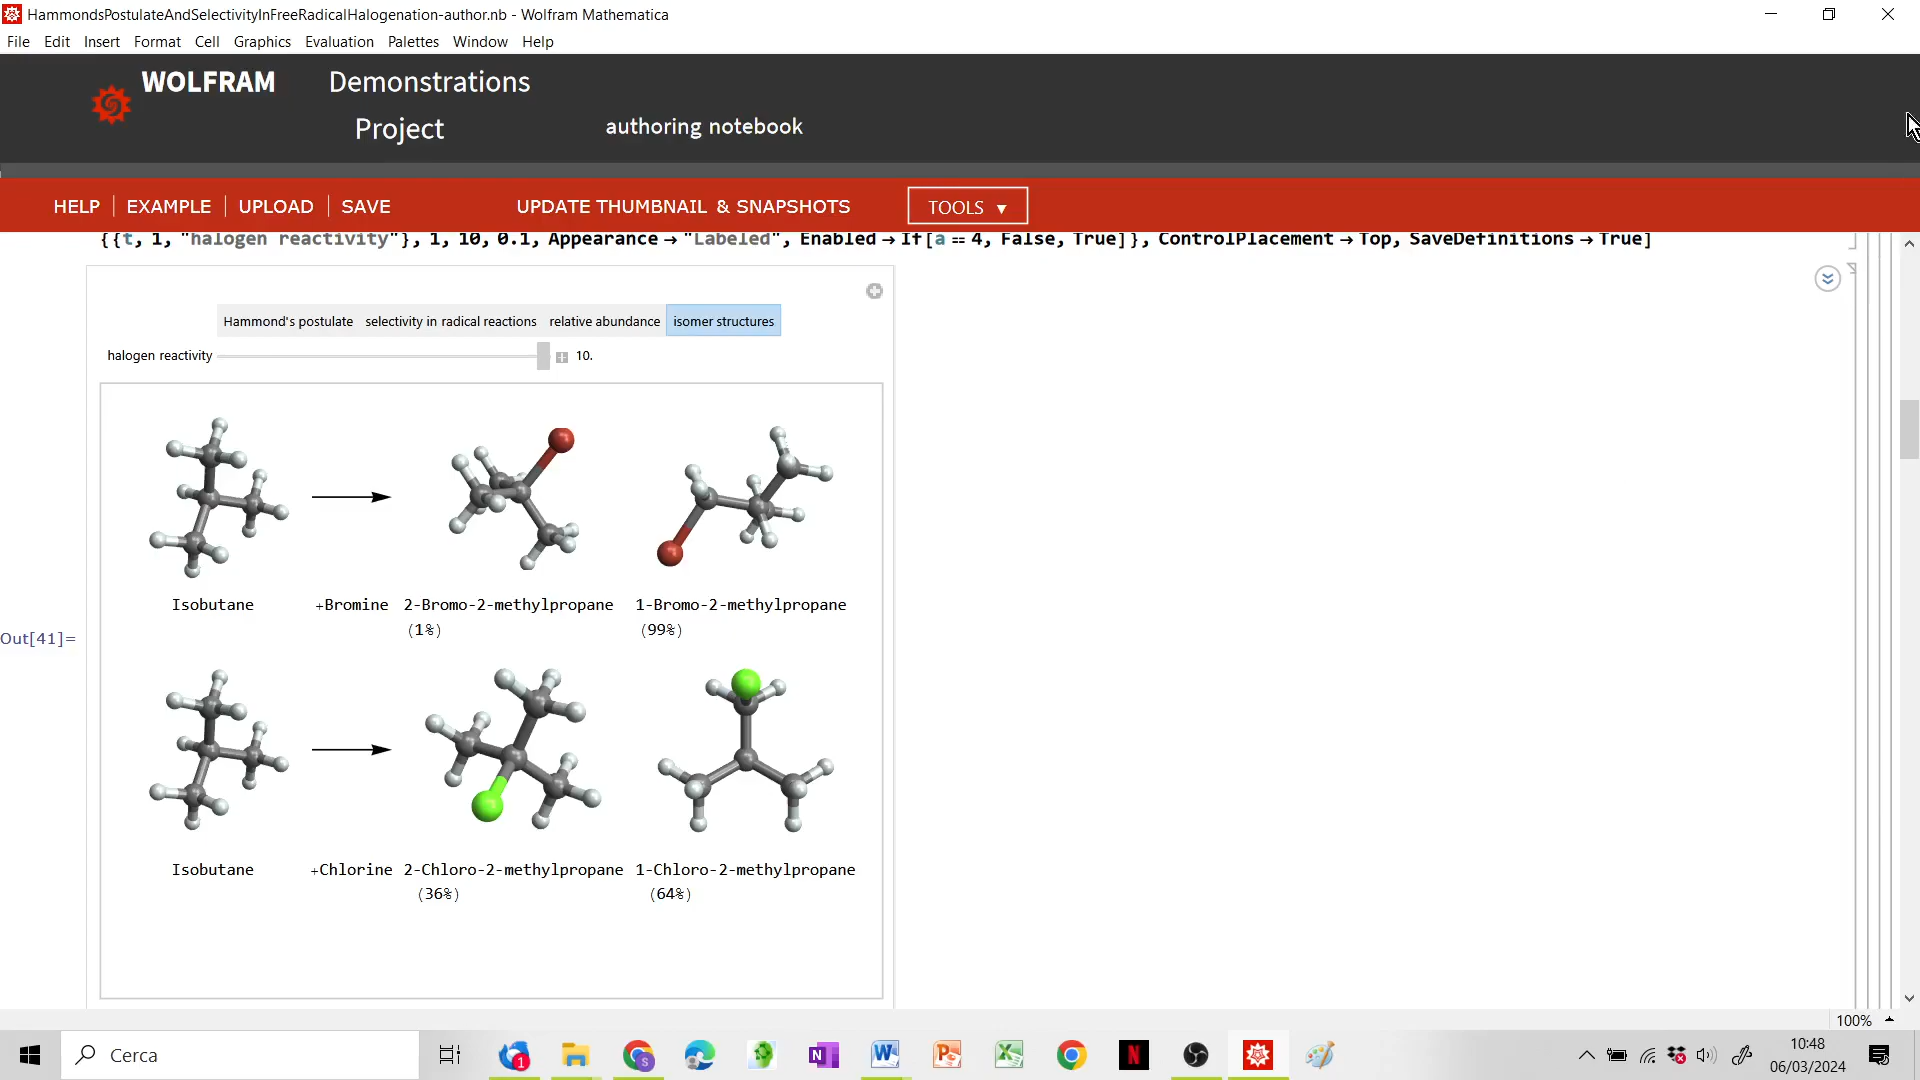 HammondsPostulateAndSelectivityInFreeRadicalHalogenation-author.nb - Wolfram Mathematica
File Edit Insert Format Cell Graphics Evaluation Palettes Window Help
WOLFRAM Demonstrations
Project authoring notebook
HELP EXAMPLE UPLOAD SAVE UPDATE THUMBNAIL & SNAPSHOTS TOOLS ▼
{{t, 1, "halogen reactivity"}, 1, 10, 0.1, Appearance → "Labeled", Enabled → If[a == 4, False, True]}, ControlPlacement → Top, SaveDefinitions → True]
Hammond's postulate selectivity in radical reactions relative abundance isomer structures
halogen reactivity 10.
Isobutane +Bromine 2-Bromo-2-methylpropane 1-Bromo-2-methylpropane
(1%) (99%)
Out[41]=
Isobutane +Chlorine 2-Chloro-2-methylpropane 1-Chloro-2-methylpropane
(36%) (64%)
100%
Cerca
1
S
N
W
P
X
N
10:48
06/03/2024